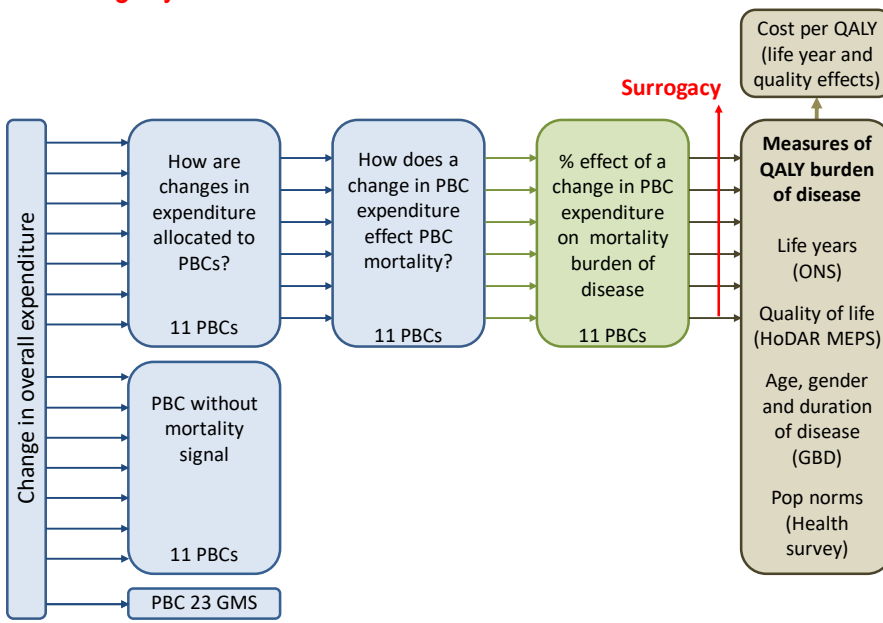 Change in overall expenditure
How are
changes in
expenditure
allocated to
PBCs?
11 PBCs
How does a
change in PBC
expenditure
effect PBC
mortality?
11 PBCs
% effect of a
change in PBC
expenditure
on mortality
burden of
disease
11 PBCs
Surrogacy
Cost per QALY
(life year and
quality effects)
Measures of
QALY burden
of disease
Life years
(ONS)
Quality of life
(HoDAR MEPS)
Age, gender
and duration
of disease
(GBD)
Pop norms
(Health
survey)
PBC without
mortality
signal
11 PBCs
PBC 23 GMS